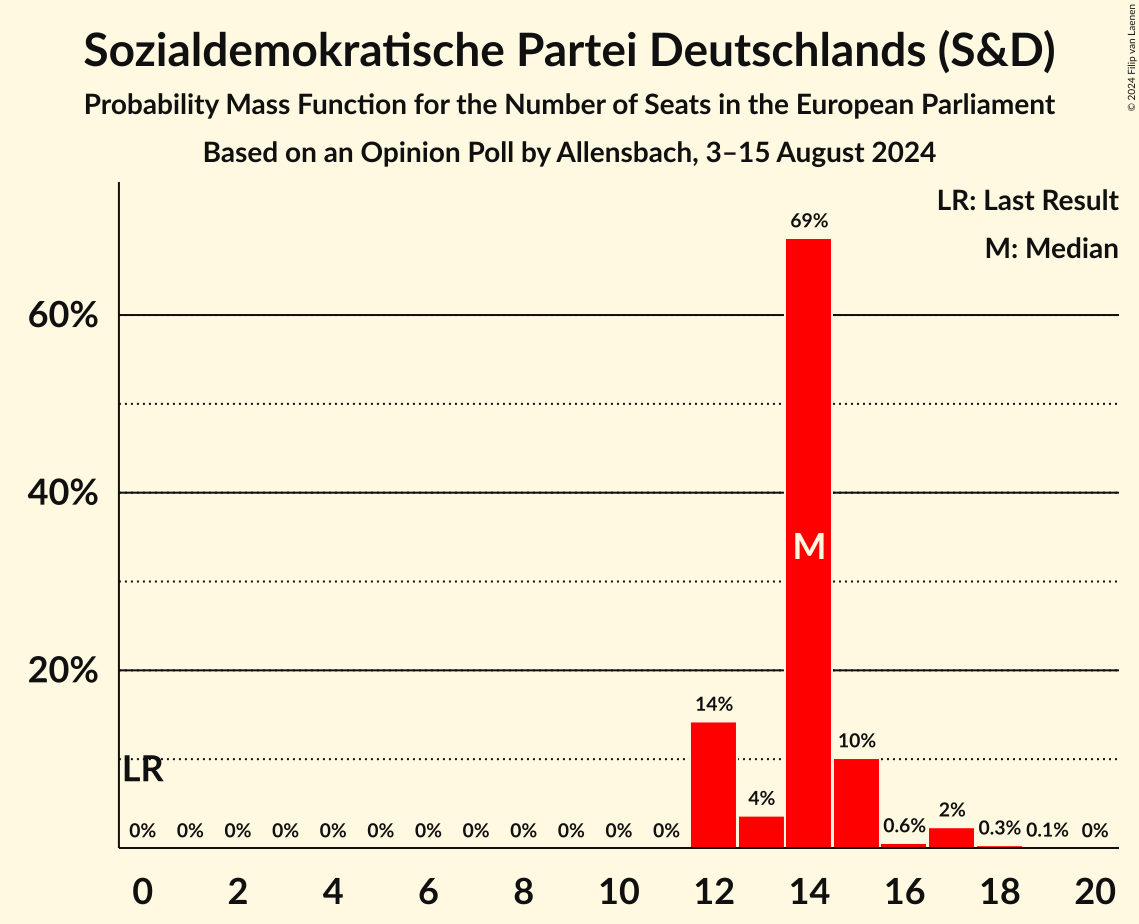 Sozialdemokratische Partei Deutschlands (S&D)
Probability Mass Function for the Number of Seats in the European Parliament
Based on an Opinion Poll by Allensbach, 3–15 August 2024
© 2024 Filip van Laenen
LR: Last Result
M: Median
69%
60%
40%
M
20%
14%
10%
LR
4%
2%
0% 0% 0% 0% 0% 0% 0% 0% 0% 0% 0% 0% 0.6% 0.3% 0.1% 0%
0 2 4 6 8 10 12 14 16 18 20